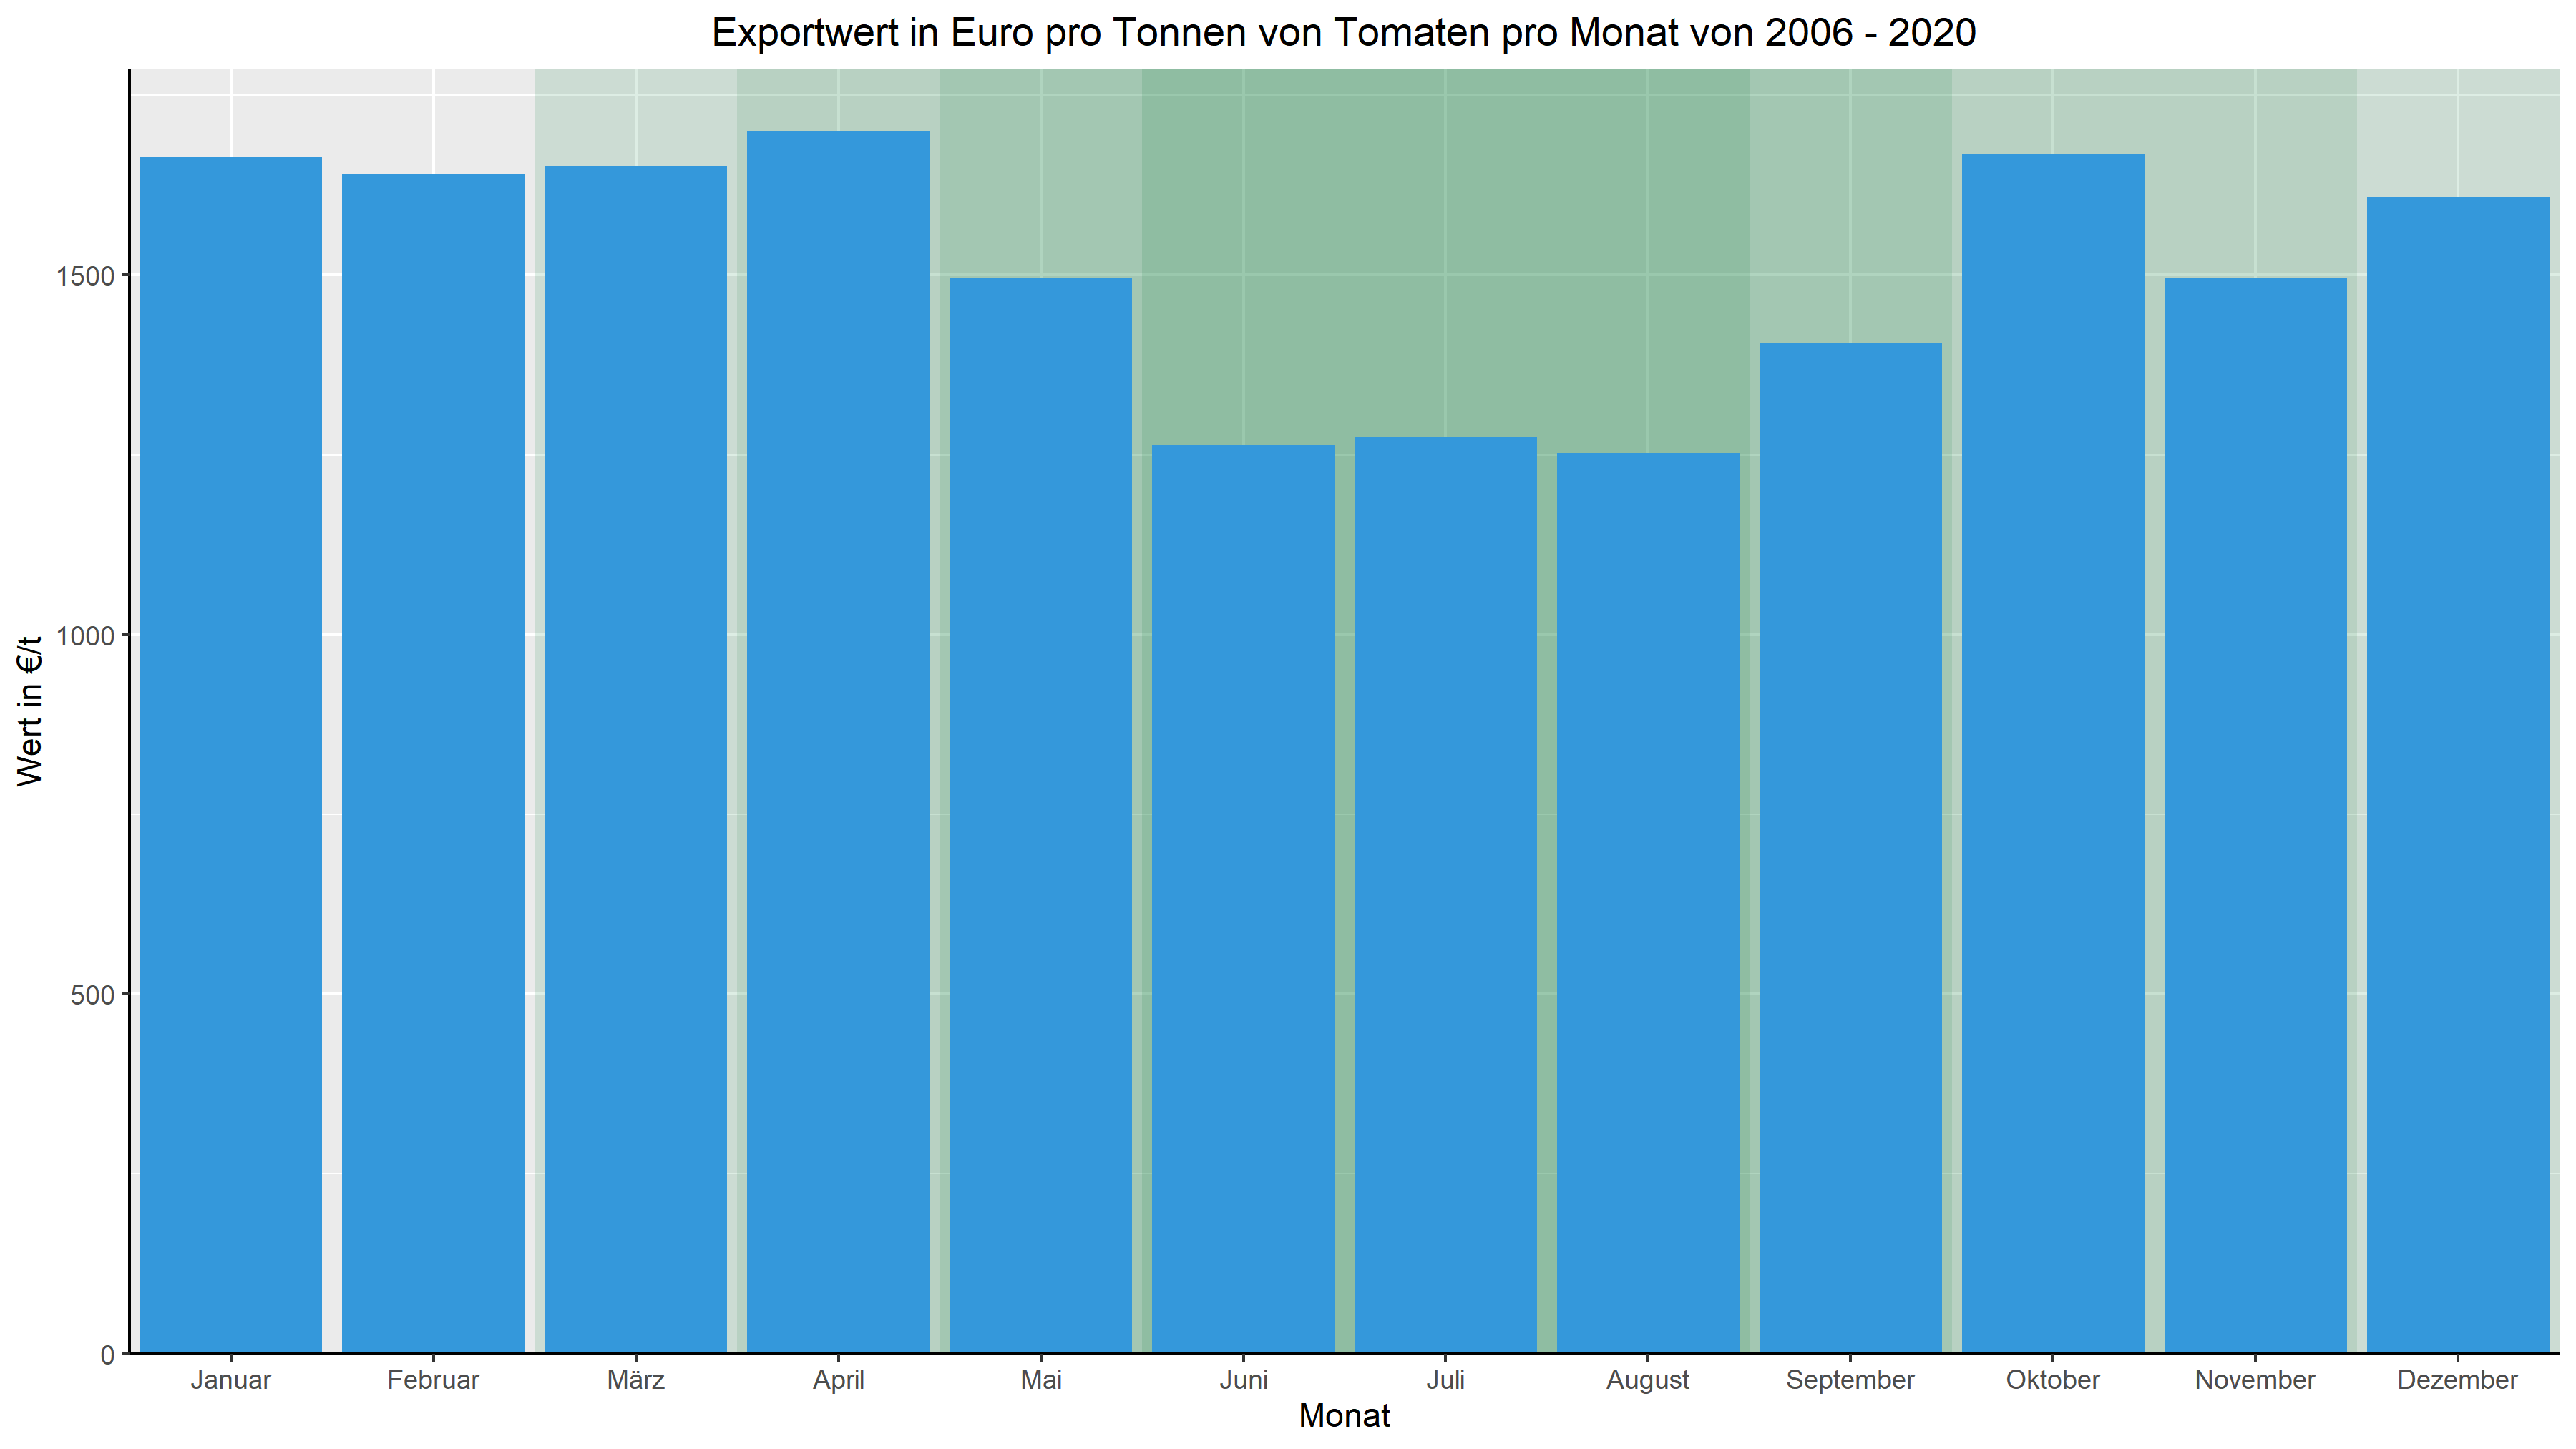 Exportwert in Euro pro Tonnen von Tomaten pro Monat von 2006 - 2020
Wert in €/t
1500
1000
500
0
Januar Februar März April Mai Juni Juli August September Oktober November Dezember
Monat